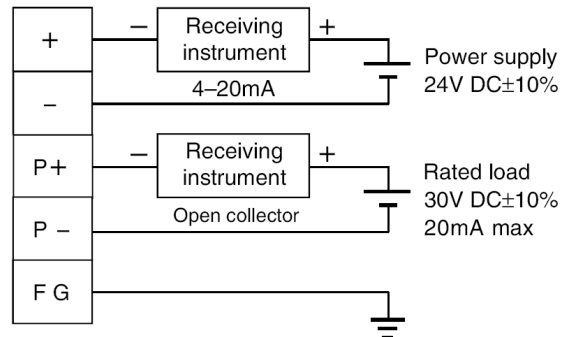 +
–
Receiving
instrument
+
Power supply
24V DC±10%
–
4–20mA
P+
–
Receiving
instrument
+
Rated load
30V DC±10%
20mA max
P –
Open collector
F G